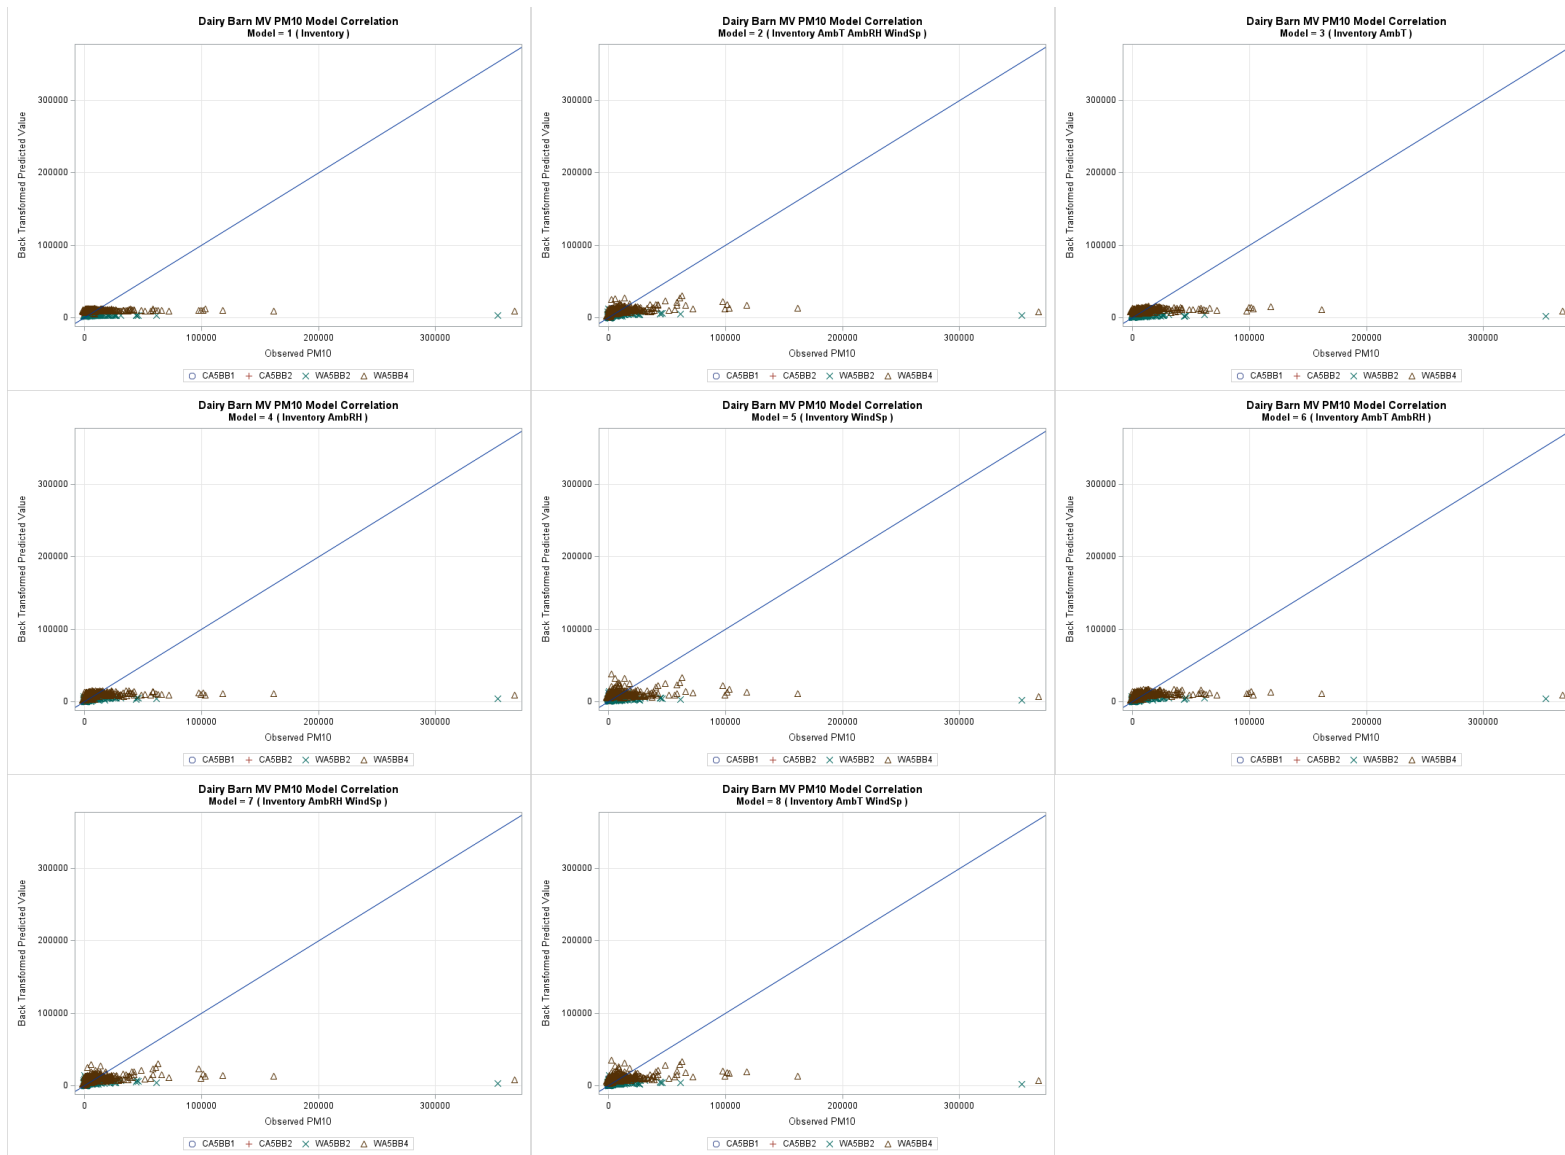 Dairy Barn MV PM10 Model Correlation
Model = 1 ( Inventory )
Back Transformed Predicted Value
300000
200000
100000
0
0 100000 200000 300000
Observed PM10
CA5BB1 CA5BB2 WA5BB2 WA5BB4
Dairy Barn MV PM10 Model Correlation
Model = 2 ( Inventory AmbT AmbRH WindSp )
Back Transformed Predicted Value
300000
200000
100000
0
0 100000 200000 300000
Observed PM10
CA5BB1 CA5BB2 WA5BB2 WA5BB4
Dairy Barn MV PM10 Model Correlation
Model = 3 ( Inventory AmbT )
Back Transformed Predicted Value
300000
200000
100000
0
0 100000 200000 300000
Observed PM10
CA5BB1 CA5BB2 WA5BB2 WA5BB4
Dairy Barn MV PM10 Model Correlation
Model = 4 ( Inventory AmbRH )
Back Transformed Predicted Value
300000
200000
100000
0
0 100000 200000 300000
Observed PM10
CA5BB1 CA5BB2 WA5BB2 WA5BB4
Dairy Barn MV PM10 Model Correlation
Model = 5 ( Inventory WindSp )
Back Transformed Predicted Value
300000
200000
100000
0
0 100000 200000 300000
Observed PM10
CA5BB1 CA5BB2 WA5BB2 WA5BB4
Dairy Barn MV PM10 Model Correlation
Model = 6 ( Inventory AmbT AmbRH )
Back Transformed Predicted Value
300000
200000
100000
0
0 100000 200000 300000
Observed PM10
CA5BB1 CA5BB2 WA5BB2 WA5BB4
Dairy Barn MV PM10 Model Correlation
Model = 7 ( Inventory AmbRH WindSp )
Back Transformed Predicted Value
300000
200000
100000
0
0 100000 200000 300000
Observed PM10
CA5BB1 CA5BB2 WA5BB2 WA5BB4
Dairy Barn MV PM10 Model Correlation
Model = 8 ( Inventory AmbT WindSp )
Back Transformed Predicted Value
300000
200000
100000
0
0 100000 200000 300000
Observed PM10
CA5BB1 CA5BB2 WA5BB2 WA5BB4